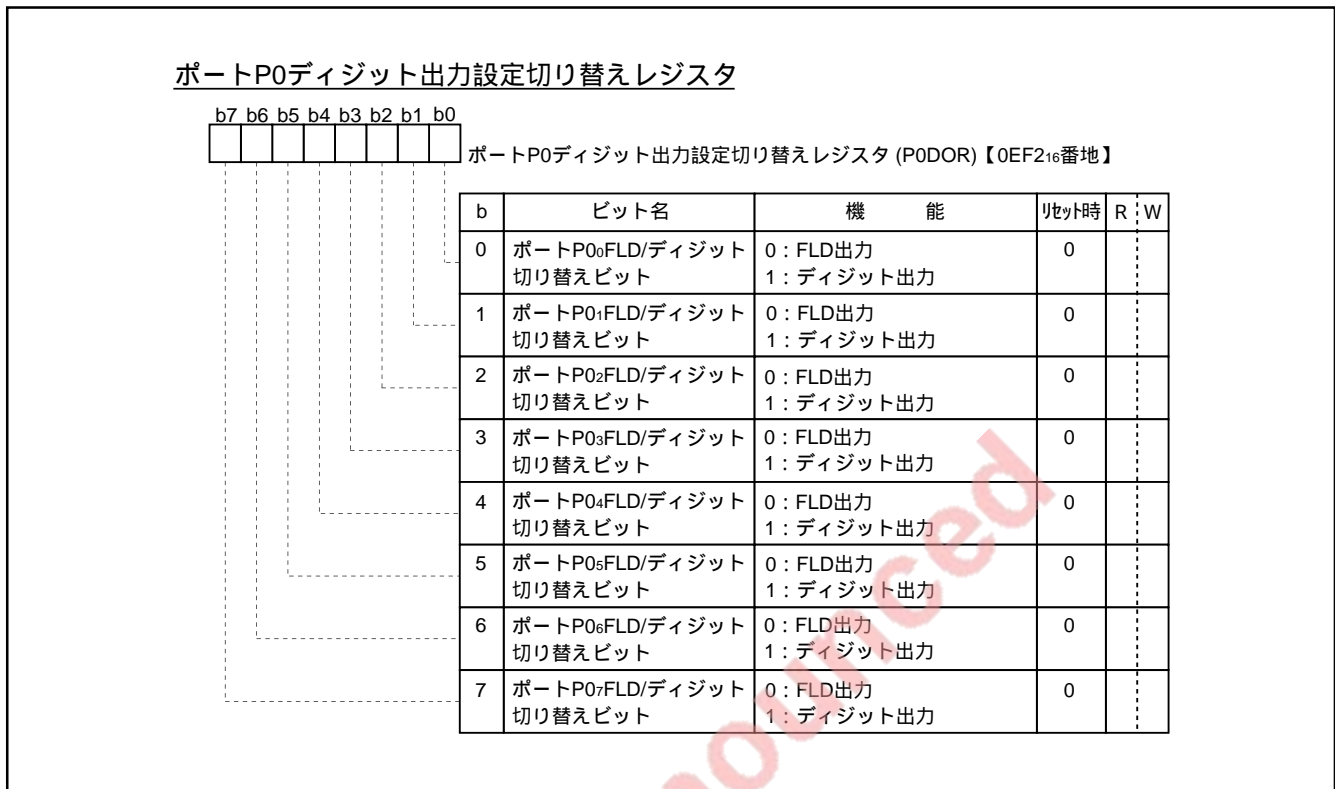 ポートP0ディジット出力設定切り替えレジスタ
b7 b6 b5 b4 b3 b2 b1 b0
ポートP0ディジット出力設定切り替えレジスタ (P0DOR)【0EF2₁₆番地】
b ビット名 機 能 リセット時 R W
0 ポートP0₀FLD/ディジット 0：FLD出力 0
切り替えビット 1：ディジット出力
1 ポートP0₁FLD/ディジット 0：FLD出力 0
切り替えビット 1：ディジット出力
2 ポートP0₂FLD/ディジット 0：FLD出力 0
切り替えビット 1：ディジット出力
3 ポートP0₃FLD/ディジット 0：FLD出力 0
切り替えビット 1：ディジット出力
4 ポートP0₄FLD/ディジット 0：FLD出力 0
切り替えビット 1：ディジット出力
5 ポートP0₅FLD/ディジット 0：FLD出力 0
切り替えビット 1：ディジット出力
6 ポートP0₆FLD/ディジット 0：FLD出力 0
切り替えビット 1：ディジット出力
7 ポートP0₇FLD/ディジット 0：FLD出力 0
切り替えビット 1：ディジット出力